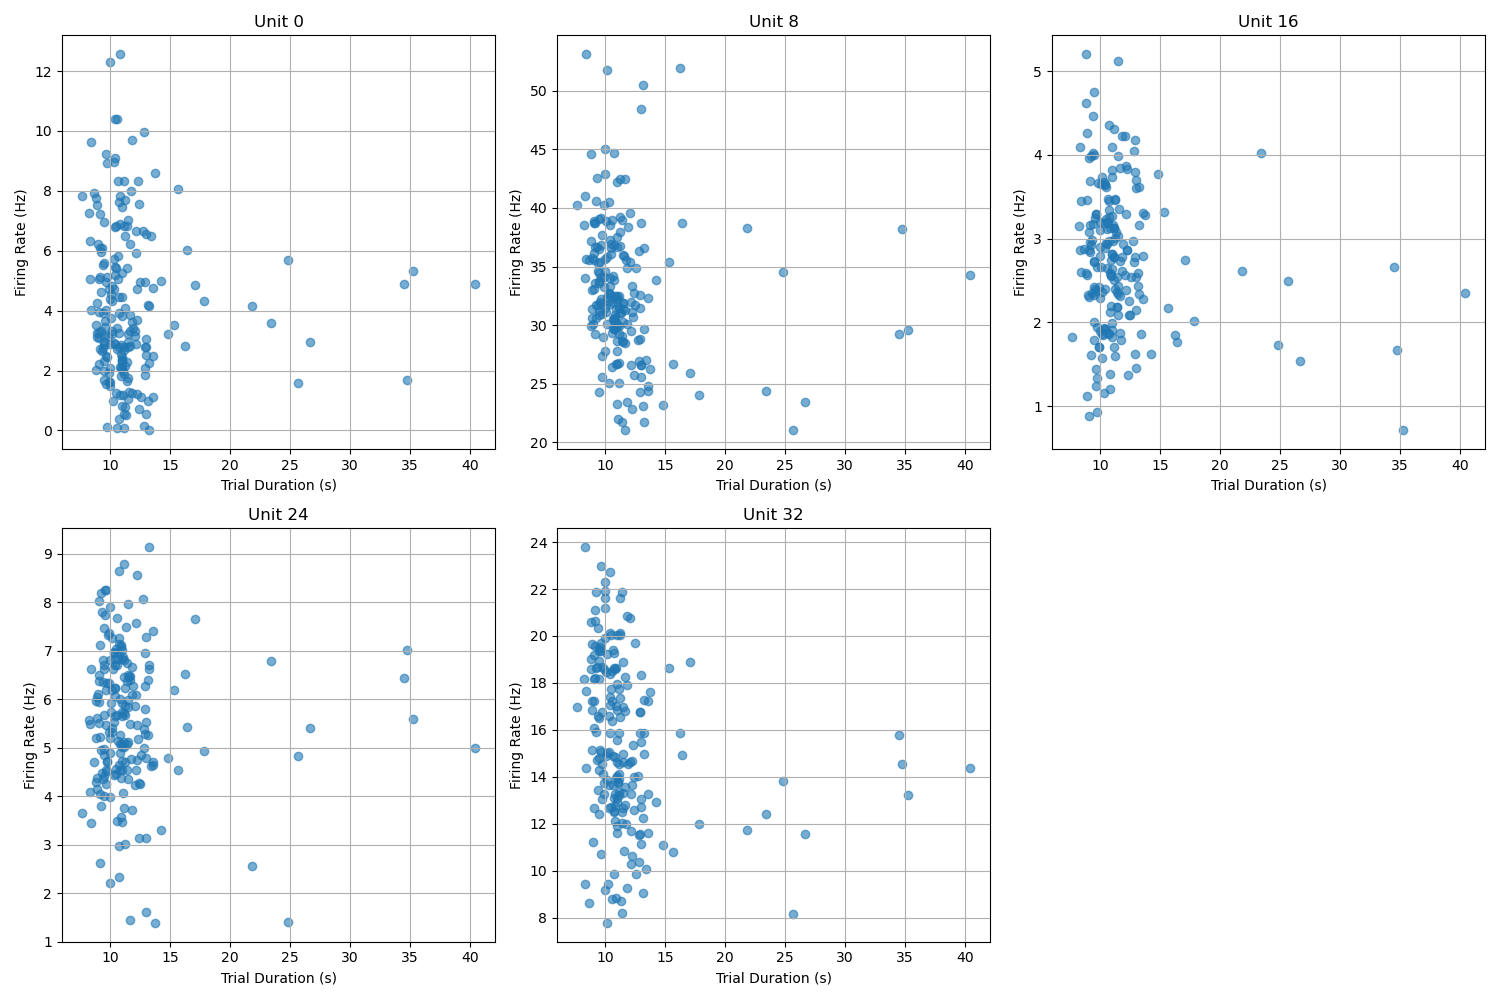 Unit 0
Firing Rate (Hz)
12
10
8
6
4
2
0
10 15 20 25 30 35 40
Trial Duration (s)
Unit 8
Firing Rate (Hz)
50
45
40
35
30
25
20
10 15 20 25 30 35 40
Trial Duration (s)
Unit 16
Firing Rate (Hz)
5
4
3
2
1
10 15 20 25 30 35 40
Trial Duration (s)
Unit 24
Firing Rate (Hz)
9
8
7
6
5
4
3
2
1
10 15 20 25 30 35 40
Trial Duration (s)
Unit 32
Firing Rate (Hz)
24
22
20
18
16
14
12
10
8
10 15 20 25 30 35 40
Trial Duration (s)